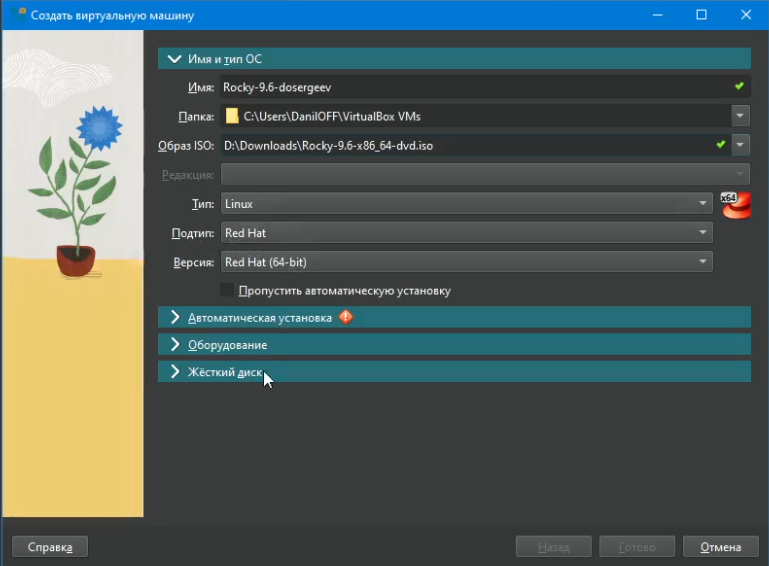 Создать виртуальную машину
Имя и тип ОС
Имя: Rocky-9.6-dosergeev
Папка: C:\Users\DanilOFF\VirtualBox VMs
Образ ISO: D:\Downloads\Rocky-9.6-x86_64-dvd.iso
Редакция:
Тип: Linux
x64
Подтип: Red Hat
Версия: Red Hat (64-bit)
Пропустить автоматическую установку
Автоматическая установка
Оборудование
Жёсткий диск
Справка Назад Готово Отмена